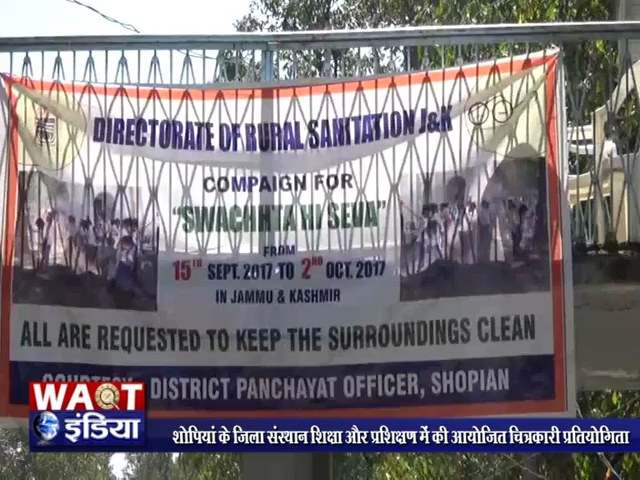 DIRECTORATE OF RURAL SANITATION J&K
COMPAIGN FOR
"SWACHHTA HI SEVA"
FROM
15TH SEPT. 2017 TO 2ND OCT. 2017
IN JAMMU & KASHMIR
ALL ARE REQUESTED TO KEEP THE SURROUNDINGS CLEAN
COURTESY:- DISTRICT PANCHAYAT OFFICER, SHOPIAN
WAQT
इंडिया
शोपियां के जिला संस्थान शिक्षा और प्रशिक्षण में की आयोजित चित्रकारी प्रतियोगिता